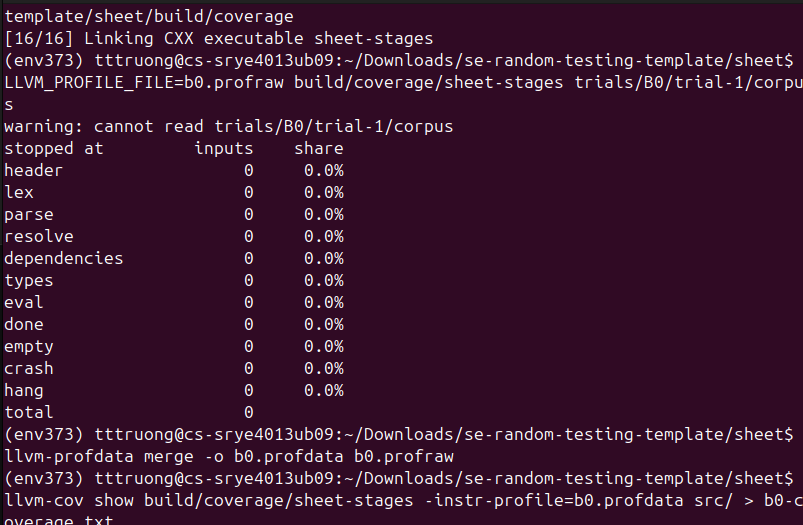 template/sheet/build/coverage
[16/16] Linking CXX executable sheet-stages
(env373) tttruong@cs-srye4013ub09:~/Downloads/se-random-testing-template/sheet$
LLVM_PROFILE_FILE=b0.profraw build/coverage/sheet-stages trials/B0/trial-1/corpu
s
warning: cannot read trials/B0/trial-1/corpus
stopped at         inputs    share
header                  0     0.0%
lex                     0     0.0%
parse                   0     0.0%
resolve                 0     0.0%
dependencies            0     0.0%
types                   0     0.0%
eval                    0     0.0%
done                    0     0.0%
empty                   0     0.0%
crash                   0     0.0%
hang                    0     0.0%
total                   0
(env373) tttruong@cs-srye4013ub09:~/Downloads/se-random-testing-template/sheet$
llvm-profdata merge -o b0.profdata b0.profraw
(env373) tttruong@cs-srye4013ub09:~/Downloads/se-random-testing-template/sheet$
llvm-cov show build/coverage/sheet-stages -instr-profile=b0.profdata src/ > b0-c
overage.txt